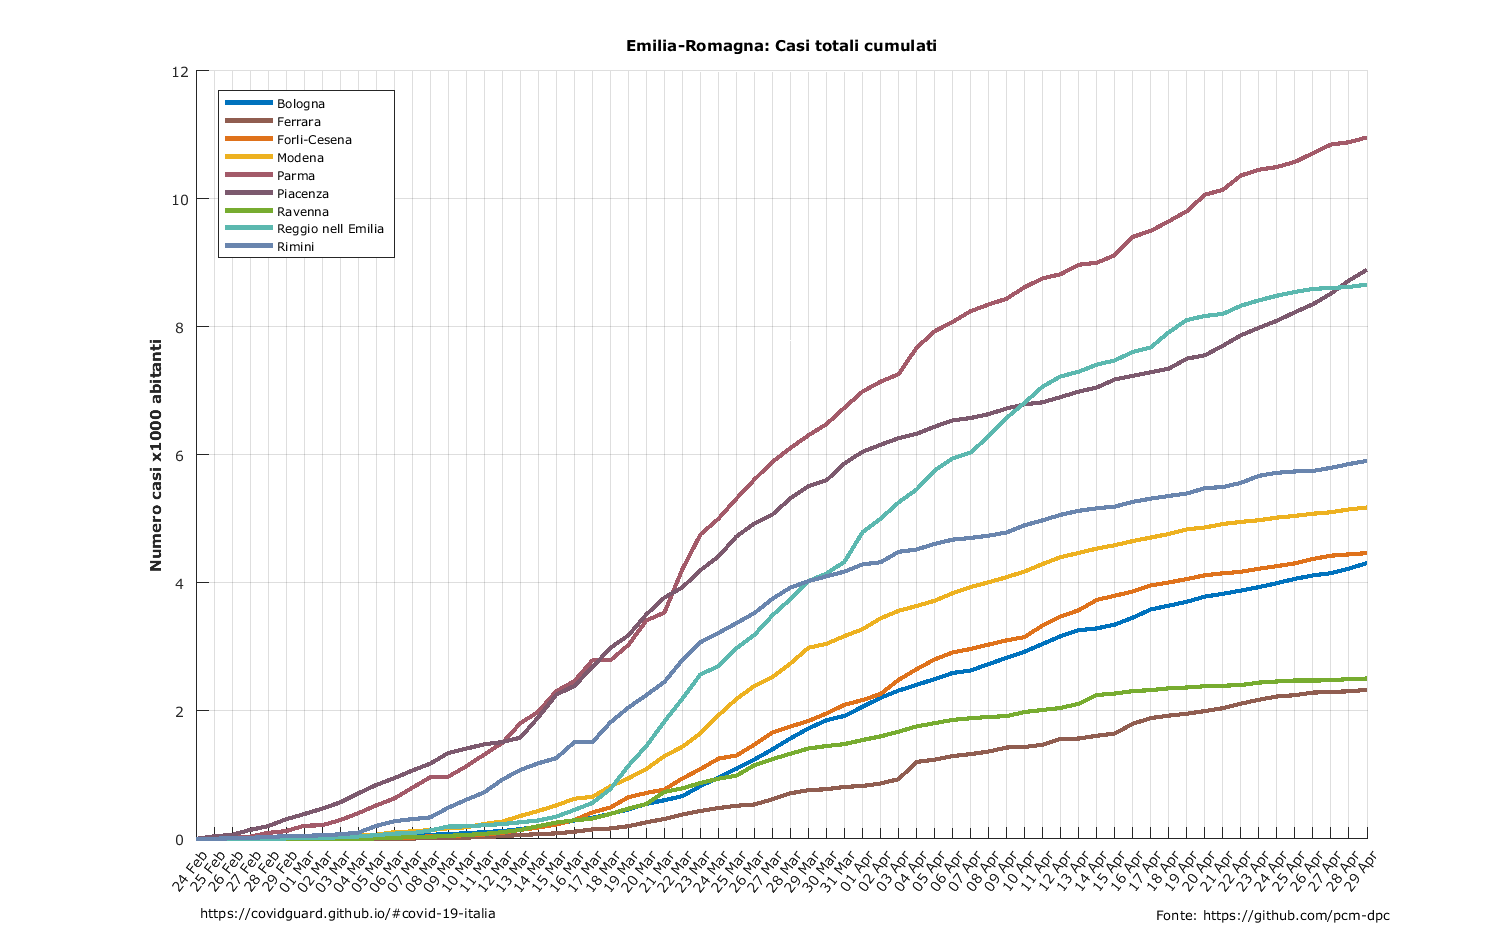 Emilia-Romagna: Casi totali cumulati
Numero casi x1000 abitanti
12
10
8
6
4
2
0
Bologna
Ferrara
Forli-Cesena
Modena
Parma
Piacenza
Ravenna
Reggio nell Emilia
Rimini
24 Feb
25 Feb
26 Feb
27 Feb
28 Feb
29 Feb
01 Mar
02 Mar
03 Mar
04 Mar
05 Mar
06 Mar
07 Mar
08 Mar
09 Mar
10 Mar
11 Mar
12 Mar
13 Mar
14 Mar
15 Mar
16 Mar
17 Mar
18 Mar
19 Mar
20 Mar
21 Mar
22 Mar
23 Mar
24 Mar
25 Mar
26 Mar
27 Mar
28 Mar
29 Mar
30 Mar
31 Mar
01 Apr
02 Apr
03 Apr
04 Apr
05 Apr
06 Apr
07 Apr
08 Apr
09 Apr
10 Apr
11 Apr
12 Apr
13 Apr
14 Apr
15 Apr
16 Apr
17 Apr
18 Apr
19 Apr
20 Apr
21 Apr
22 Apr
23 Apr
24 Apr
25 Apr
26 Apr
27 Apr
28 Apr
29 Apr
https://covidguard.github.io/#covid-19-italia
Fonte: https://github.com/pcm-dpc